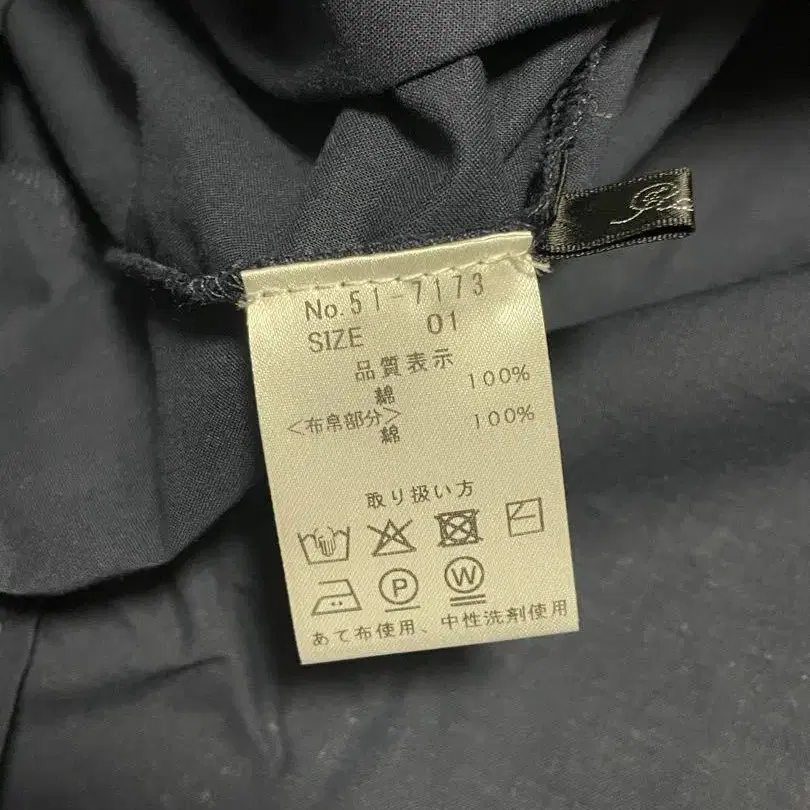 No.51-7173
SIZE 01
品質表示
綿 100%
<布帛部分>
綿 100%
取り扱い方
P
W
あて布使用、中性洗剤使用